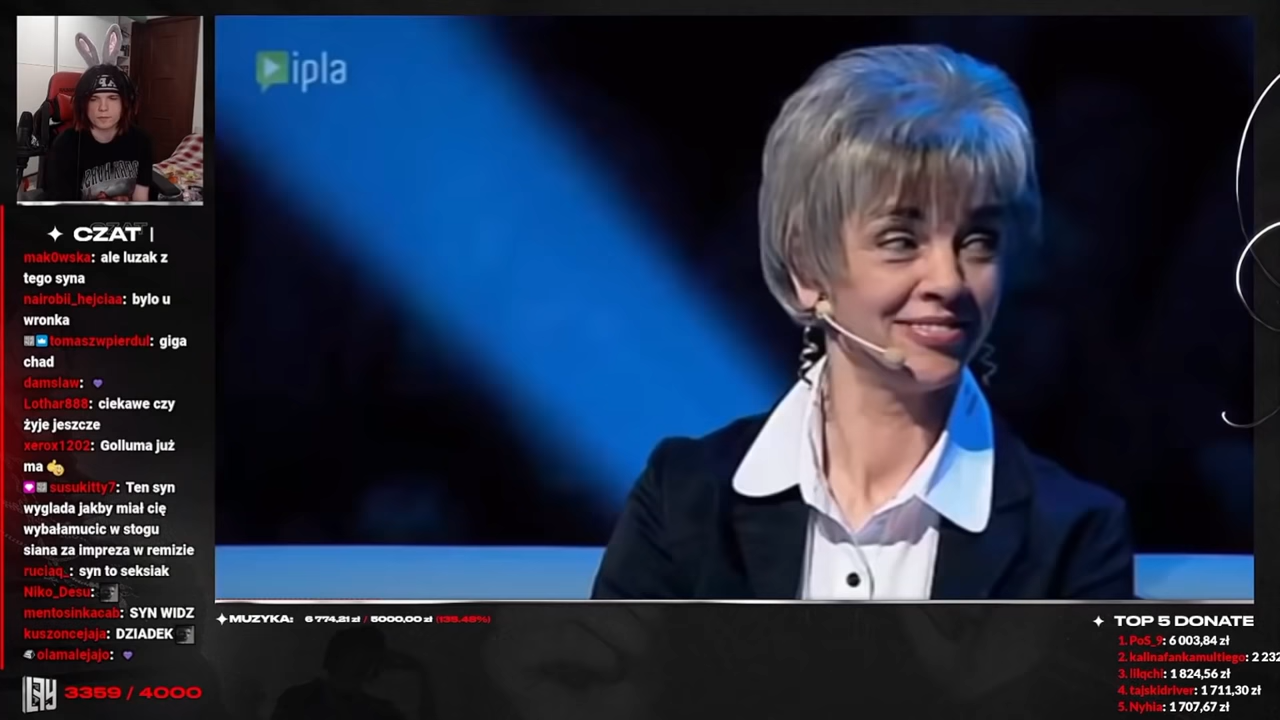 ipla
✦ CZAT |
mak0wska: ale luzak z
tego syna
nairobii_hejciaa: bylo u
wronka
tomaszwpierdul: giga
chad
damslaw: 💜
Lothar888: ciekawe czy
żyje jeszcze
xerox1202: Golluma już
ma
susukitty7: Ten syn
wyglada jakby miał cię
wybałamucic w stogu
siana za impreza w remizie
ruciaq_: syn to seksiak
Niko_Desu:
mentosinkacab: SYN WIDZ
kuszoncejaja: DZIADEK
olamalejajo: 💜
3359 / 4000
✦MUZYKA: 6 774,21 zł / 5000,00 zł (135.48%)
✦ TOP 5 DONATE
1. PoS_9: 6 003,84 zł
2. kalinafankamultiego: 2 232
3. lilqchi: 1 824,56 zł
4. tajskidriver: 1 711,30 zł
5. Nyhia: 1 707,67 zł